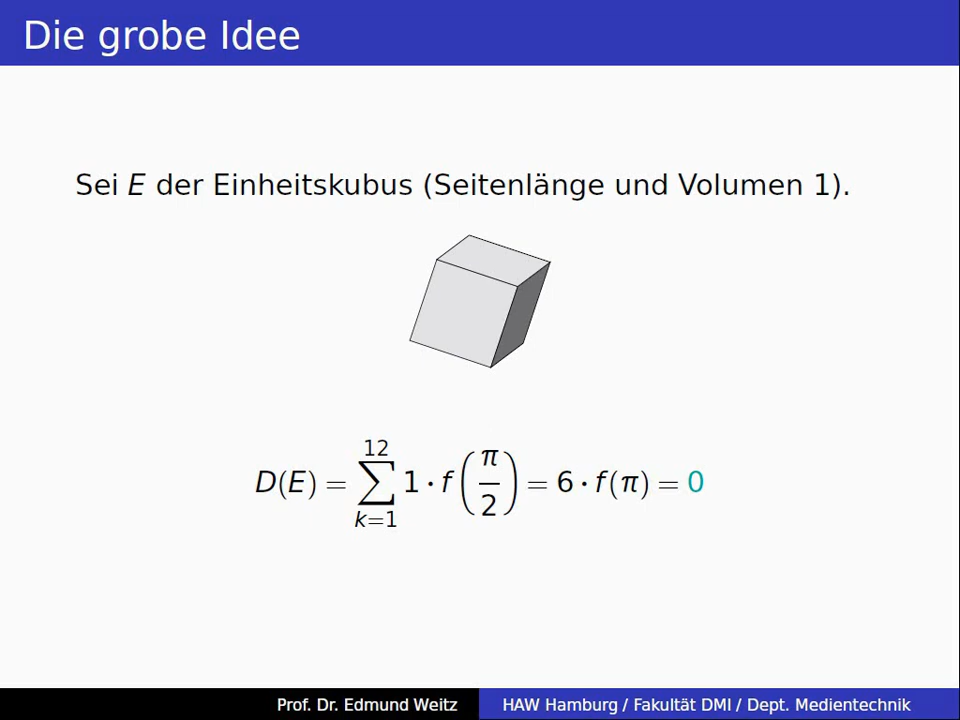 Die grobe Idee
Sei E der Einheitskubus (Seitenlänge und Volumen 1).
D(E) = ∑_{k=1}^{12} 1 · f(π/2) = 6 · f(π) = 0
Prof. Dr. Edmund Weitz
HAW Hamburg / Fakultät DMI / Dept. Medientechnik